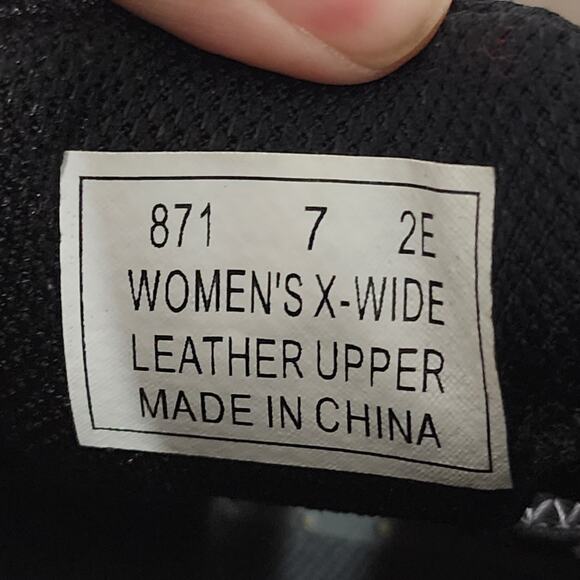 871 7 2E
WOMEN'S X-WIDE
LEATHER UPPER
MADE IN CHINA